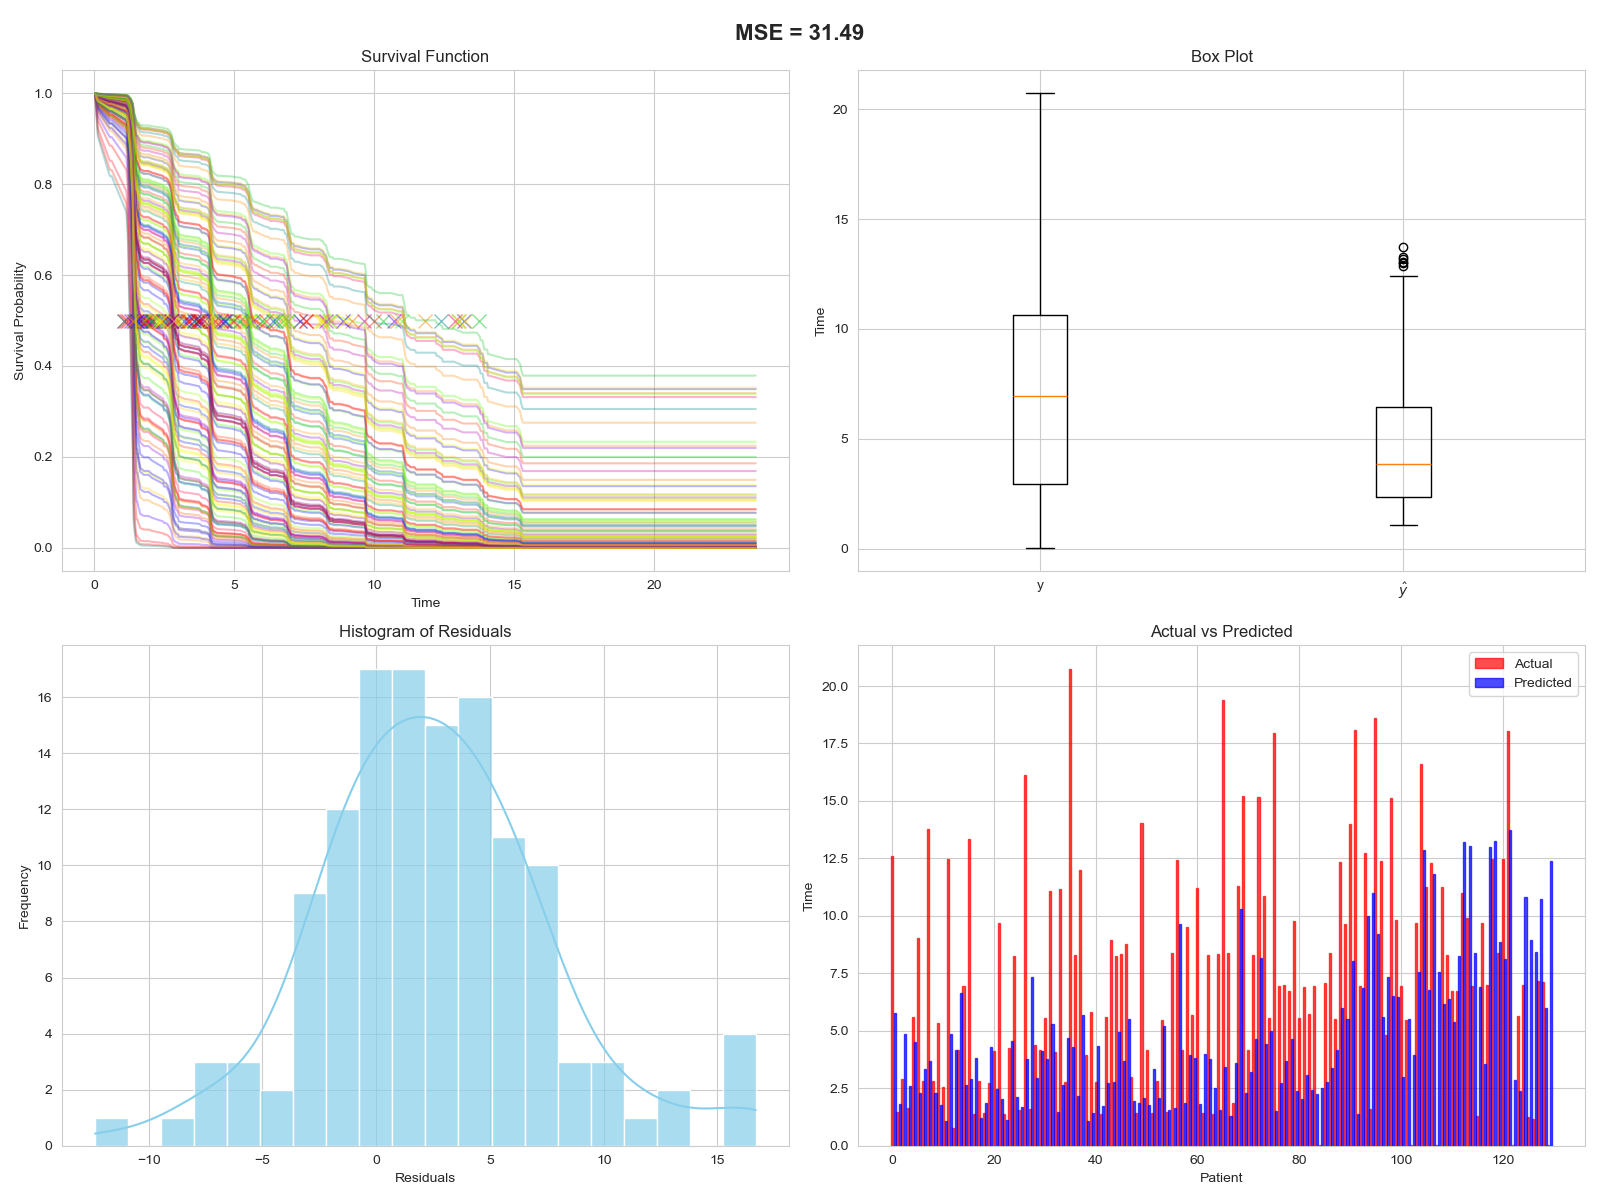 MSE = 31.49
Survival Function
1.0
0.8
0.6
0.4
0.2
0.0
Survival Probability
0
5
10
15
20
Time
Box Plot
20
15
10
5
0
Time
y
ŷ
Histogram of Residuals
16
14
12
10
8
6
4
2
0
Frequency
−10
−5
0
5
10
15
Residuals
Actual vs Predicted
Actual
Predicted
20.0
17.5
15.0
12.5
10.0
7.5
5.0
2.5
0.0
Time
0
20
40
60
80
100
120
Patient